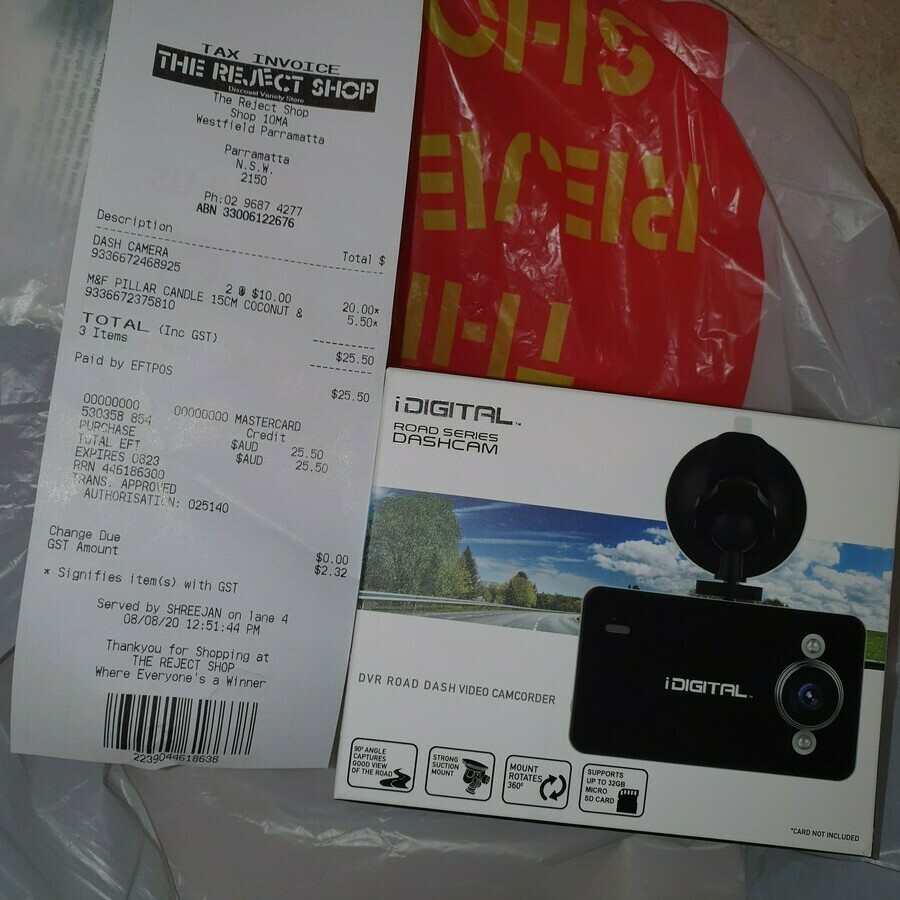 TAX INVOICE
THE REJECT SHOP
Discount Variety Store
The Reject Shop
Shop 10MA
Westfield Parramatta
Parramatta
N.S.W.
2150
Ph:02 9687 4277
ABN 33006122676
Description Total $
DASH CAMERA
9336672468925
2 @ $10.00 20.00*
M&F PILLAR CANDLE 15CM COCONUT & 5.50*
9336672375810
TOTAL (Inc GST) $25.50
3 Items
Paid by EFTPOS $25.50
00000000 00000000 MASTERCARD
530358 854 Credit
PURCHASE $AUD 25.50
TOTAL EFT $AUD 25.50
EXPIRES 0823
RRN 446186300
TRANS. APPROVED
AUTHORISATION: 025140
Change Due $0.00
GST Amount $2.32
* Signifies item(s) with GST
Served by SHREEJAN on lane 4
08/08/20 12:51:44 PM
Thankyou for Shopping at
THE REJECT SHOP
Where Everyone's a Winner
2239044618638
iDIGITAL™
ROAD SERIES
DASHCAM
iDIGITAL™
DVR ROAD DASH VIDEO CAMCORDER
90° ANGLE
CAPTURES
GOOD VIEW
OF THE ROAD
STRONG
SUCTION
MOUNT
MOUNT
ROTATES
360°
SUPPORTS
UP TO 32GB
MICRO
SD CARD
*CARD NOT INCLUDED